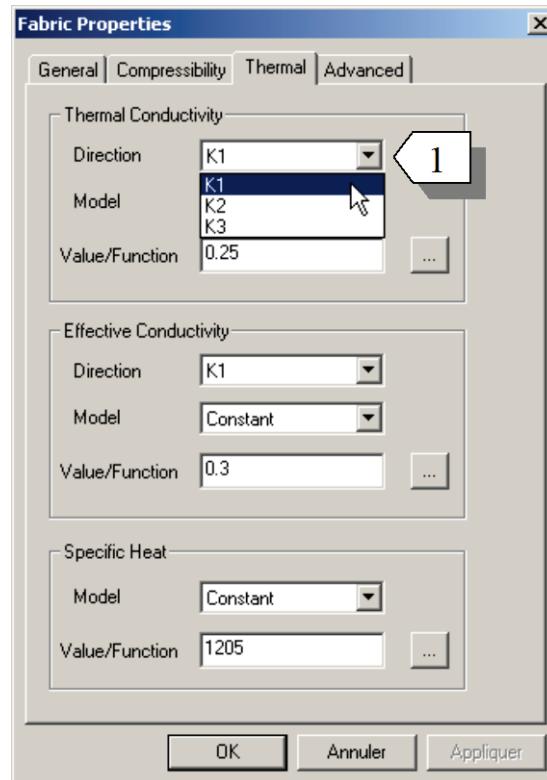 Fabric Properties
General Compressibility Thermal Advanced
Thermal Conductivity
Direction K1 1
K1
Model K2
K3
Value/Function 0.25 ...
Effective Conductivity
Direction K1
Model Constant
Value/Function 0.3 ...
Specific Heat
Model Constant
Value/Function 1205 ...
OK Annuler Appliquer